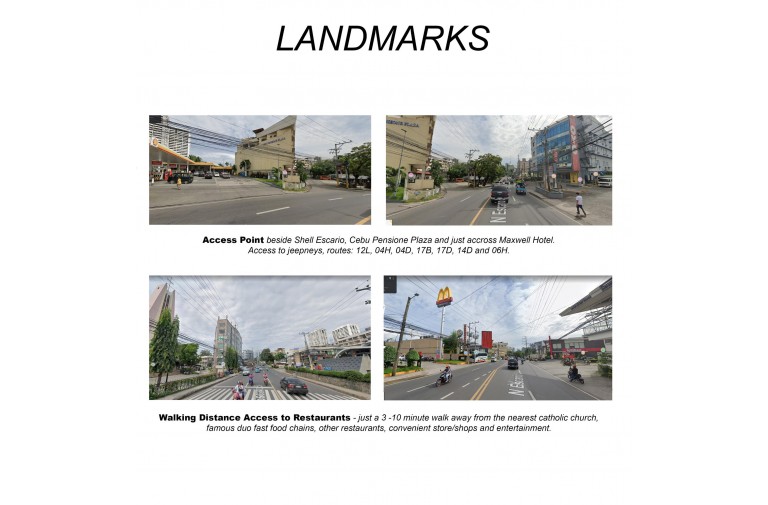 LANDMARKS
Access Point beside Shell Escario, Cebu Pensione Plaza and just accross Maxwell Hotel.
Access to jeepneys, routes: 12L, 04H, 04D, 17B, 17D, 14D and 06H.
Walking Distance Access to Restaurants - just a 3 -10 minute walk away from the nearest catholic church,
famous duo fast food chains, other restaurants, convenient store/shops and entertainment.